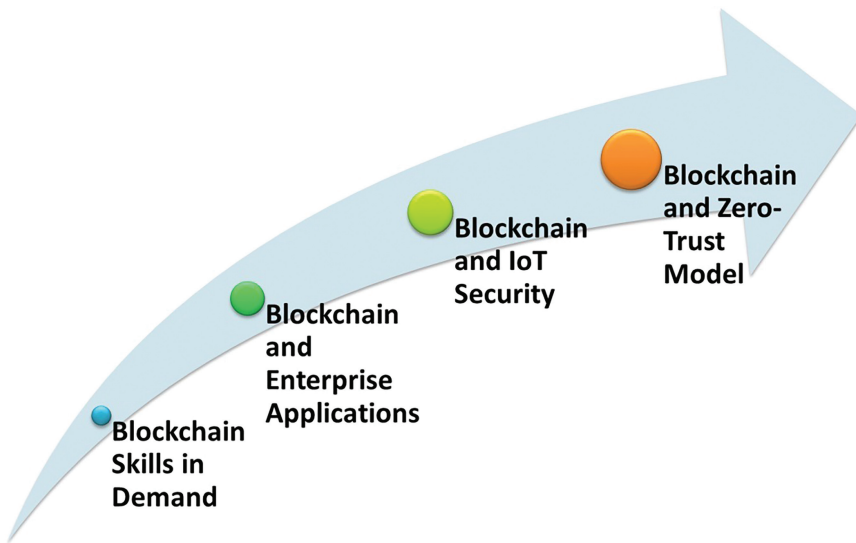 Blockchain
Skills in
Demand
Blockchain
and
Enterprise
Applications
Blockchain
and IoT
Security
Blockchain
and Zero-
Trust
Model